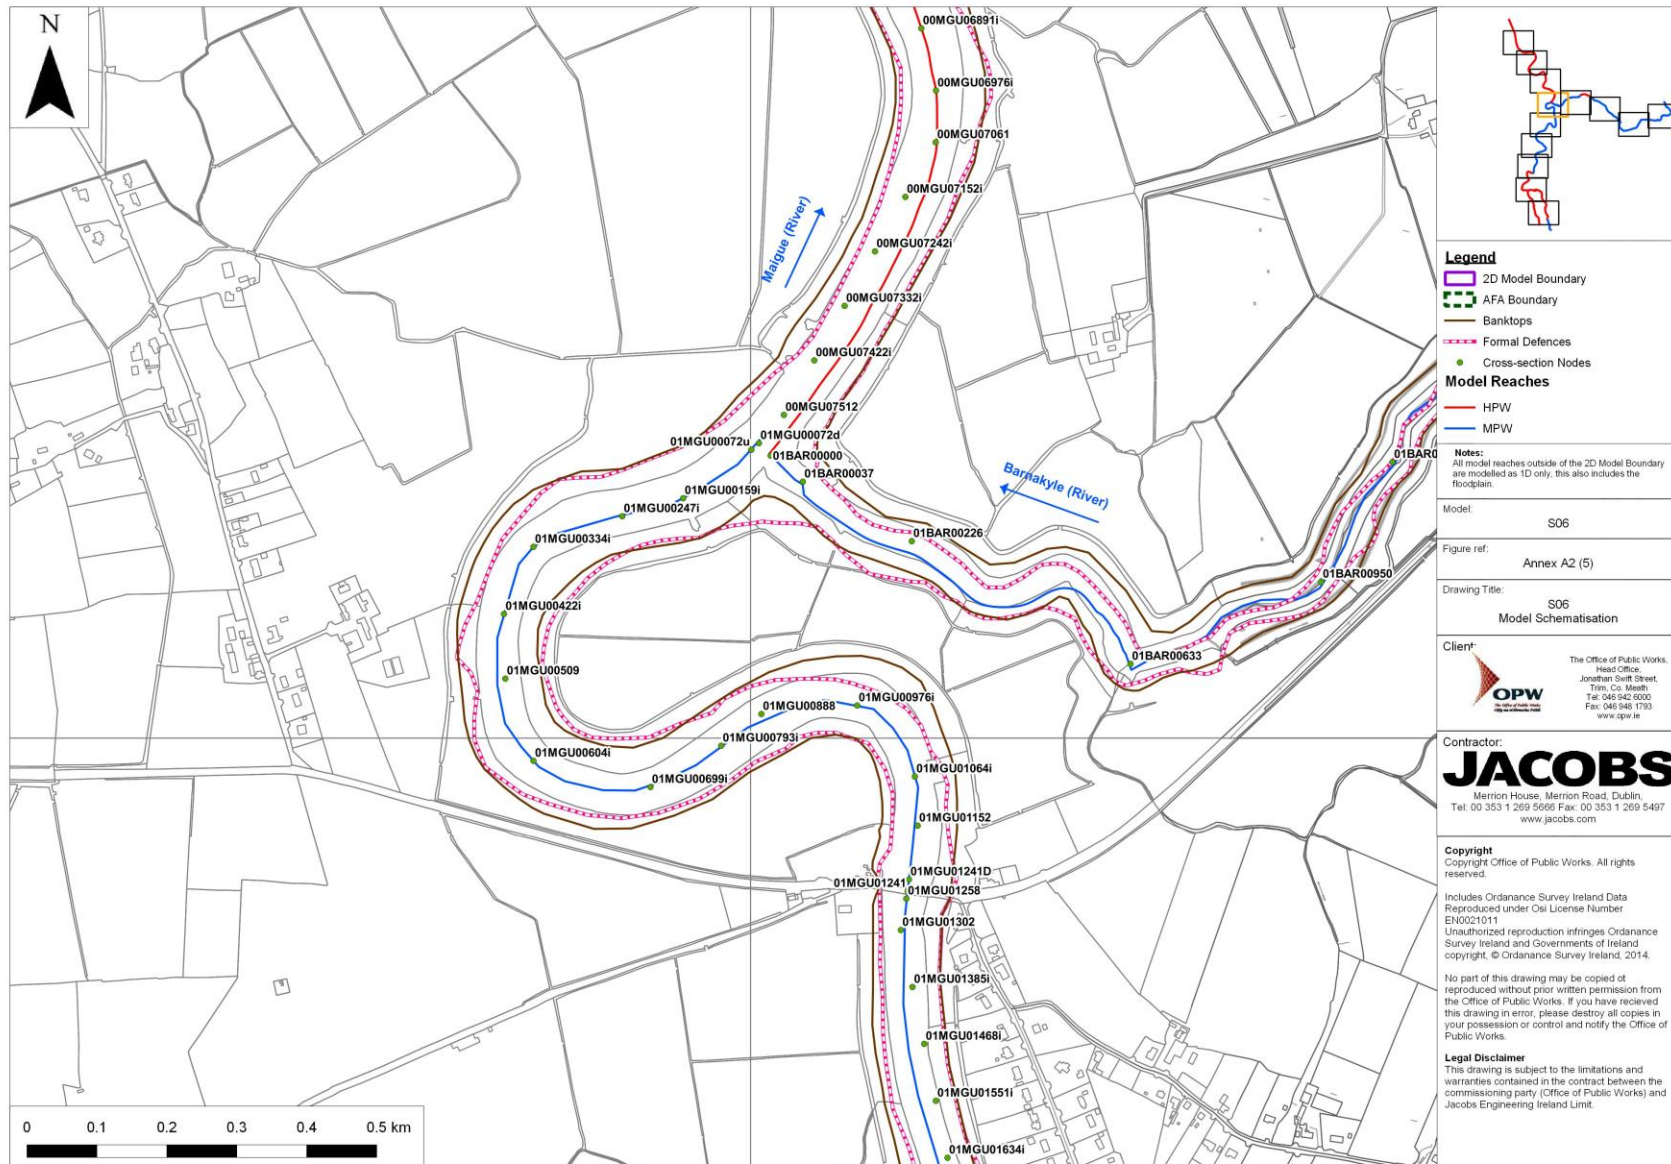 N
00MGU06891i
00MGU06976i
00MGU07061
00MGU07152i
Maigue (River)
00MGU07242i
00MGU07332i
00MGU07422i
00MGU07512
01MGU00072u
01MGU00072d
01BAR00000
01BAR00037
01MGU00159i
01MGU00247i
Barnakyle (River)
01BAR0
01MGU00334i
01BAR00226
01BAR00950
01MGU00422i
01BAR00633
01MGU00509
01MGU00976i
01MGU00888
01MGU00793i
01MGU00604i
01MGU00699i
01MGU01064i
01MGU01152
01MGU01241D
01MGU01241
01MGU01258
01MGU01302
01MGU01385i
01MGU01468i
01MGU01551i
01MGU01634i
0 0.1 0.2 0.3 0.4 0.5 km
Legend
2D Model Boundary
AFA Boundary
Banktops
Formal Defences
Cross-section Nodes
Model Reaches
HPW
MPW
Notes:
All model reaches outside of the 2D Model Boundary
are modelled as 1D only, this also includes the
floodplain.
Model:
S06
Figure ref:
Annex A2 (5)
Drawing Title:
S06
Model Schematisation
Client:
OPW
The Office of Public Works,
Head Office,
Jonathan Swift Street,
Trim, Co. Meath
Tel: 046 942 6000
Fax: 046 948 1793
www.opw.ie
Contractor:
JACOBS
Merrion House, Merrion Road, Dublin,
Tel: 00 353 1 269 5666 Fax: 00 353 1 269 5497
www.jacobs.com
Copyright
Copyright Office of Public Works. All rights
reserved.
Includes Ordanance Survey Ireland Data
Reproduced under Osi License Number
EN0021011
Unauthorized reproduction infringes Ordanance
Survey Ireland and Governments of Ireland
copyright, © Ordanance Survey Ireland, 2014.
No part of this drawing may be copied of
reproduced without prior written permission from
the Office of Public Works. If you have recieved
this drawing in error, please destroy all copies in
your possession or control and notify the Office of
Public Works.
Legal Disclaimer
This drawing is subject to the limitations and
warranties contained in the contract between the
commissioning party (Office of Public Works) and
Jacobs Engineering Ireland Limit.